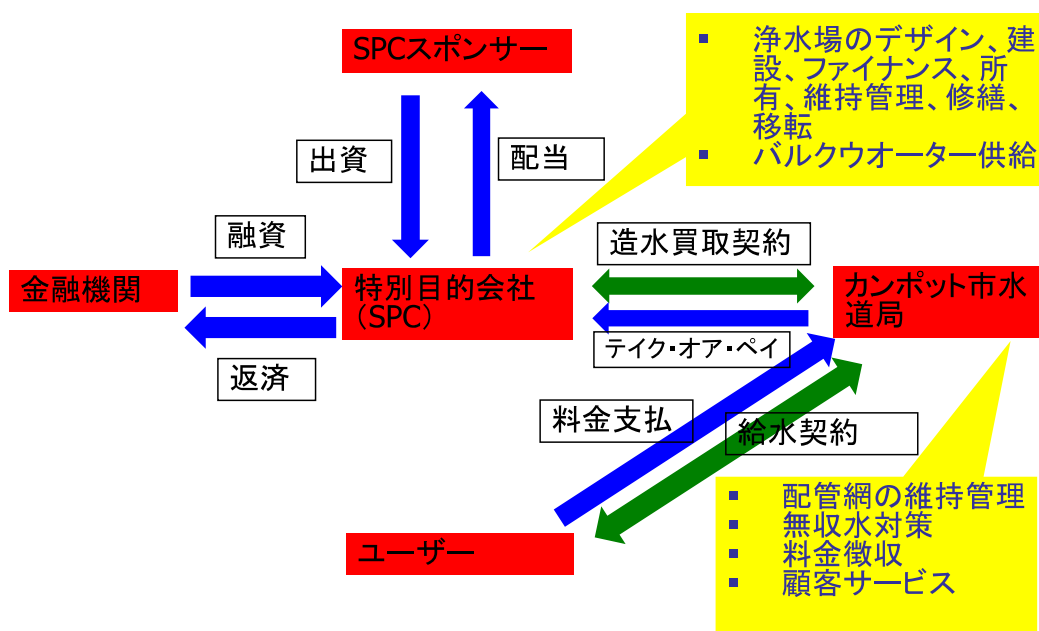 SPCスポンサー
▪ 浄水場のデザイン、建
設、ファイナンス、所
有、維持管理、修繕、
移転
▪ バルクウオーター供給
出資
配当
融資
造水買取契約
金融機関
特別目的会社
（SPC）
カンポット市水
道局
テイク・オア・ペイ
返済
料金支払
給水契約
ユーザー
▪ 配管網の維持管理
▪ 無収水対策
▪ 料金徴収
▪ 顧客サービス